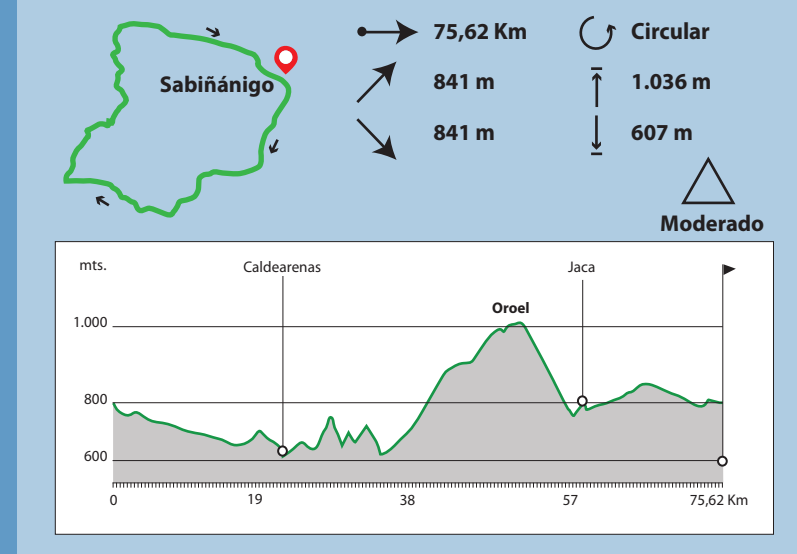 75,62 Km
Circular
Sabiñánigo
841 m
1.036 m
841 m
607 m
Moderado
mts.
Caldearenas
Jaca
Oroel
1.000
800
600
0
19
38
57
75,62 Km